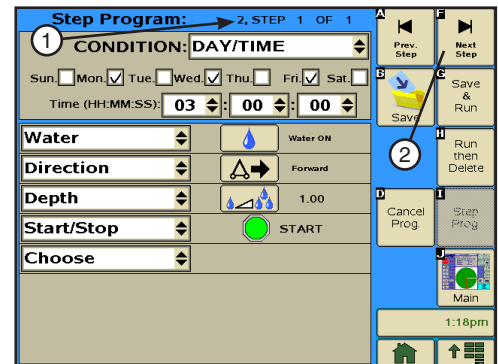 Step Program: 2, STEP 1 OF 1
1
CONDITION: DAY/TIME
Sun. Mon. Tue. Wed. Thu. Fri. Sat.
Time (HH:MM:SS): 03 : 00 : 00
Water Water ON
Direction Forward
Depth 1.00
Start/Stop START
Choose
A
Prev.
Step
F
Next
Step
B
Save
G
Save
&
Run
2
H
Run
then
Delete
D
Cancel
Prog.
I
Step
Prog
J
Main
1:18pm